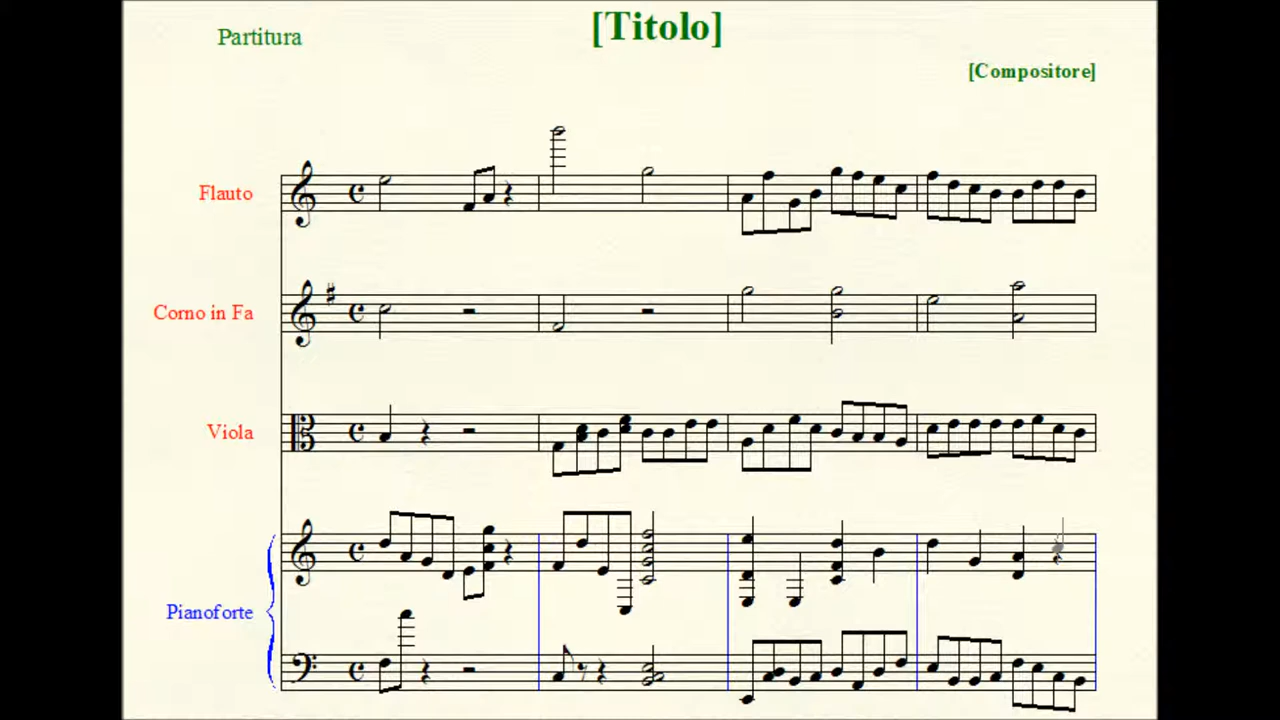 [Titolo]
Partitura
[Compositore]
Flauto
Corno in Fa
Viola
Pianoforte